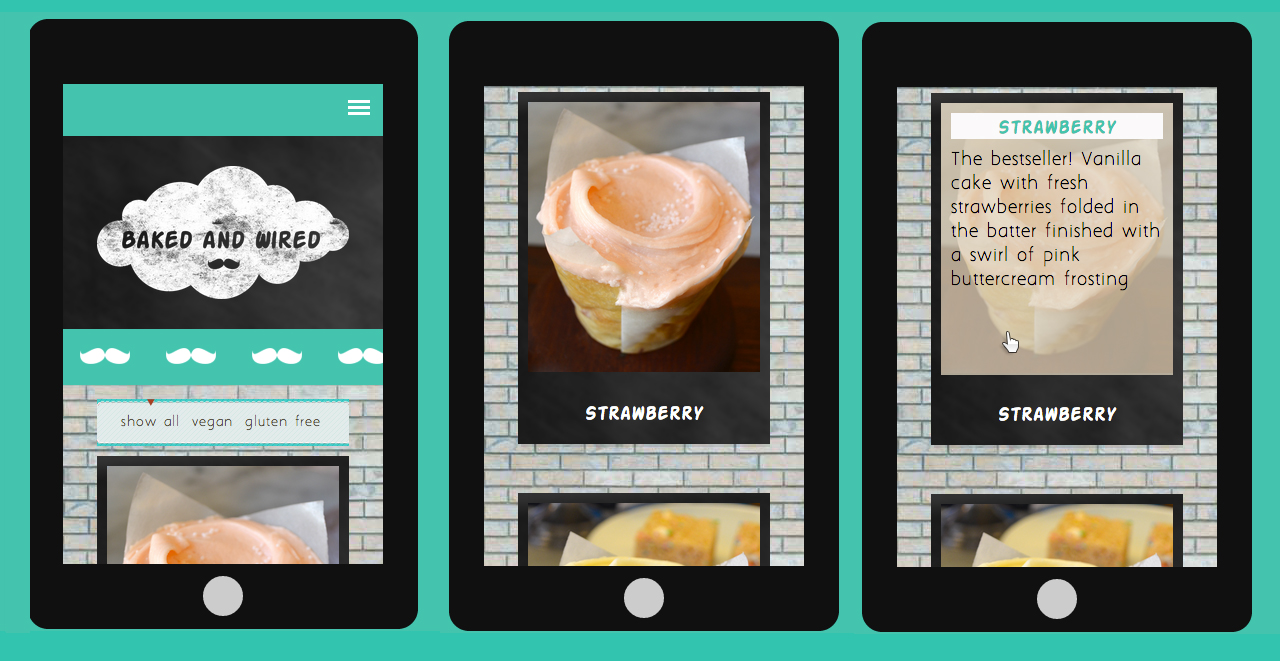 BAKED AND WIRED
show all vegan gluten free
STRAWBERRY
STRAWBERRY
The bestseller! Vanilla
cake with fresh
strawberries folded in
the batter finished with
a swirl of pink
buttercream frosting
STRAWBERRY